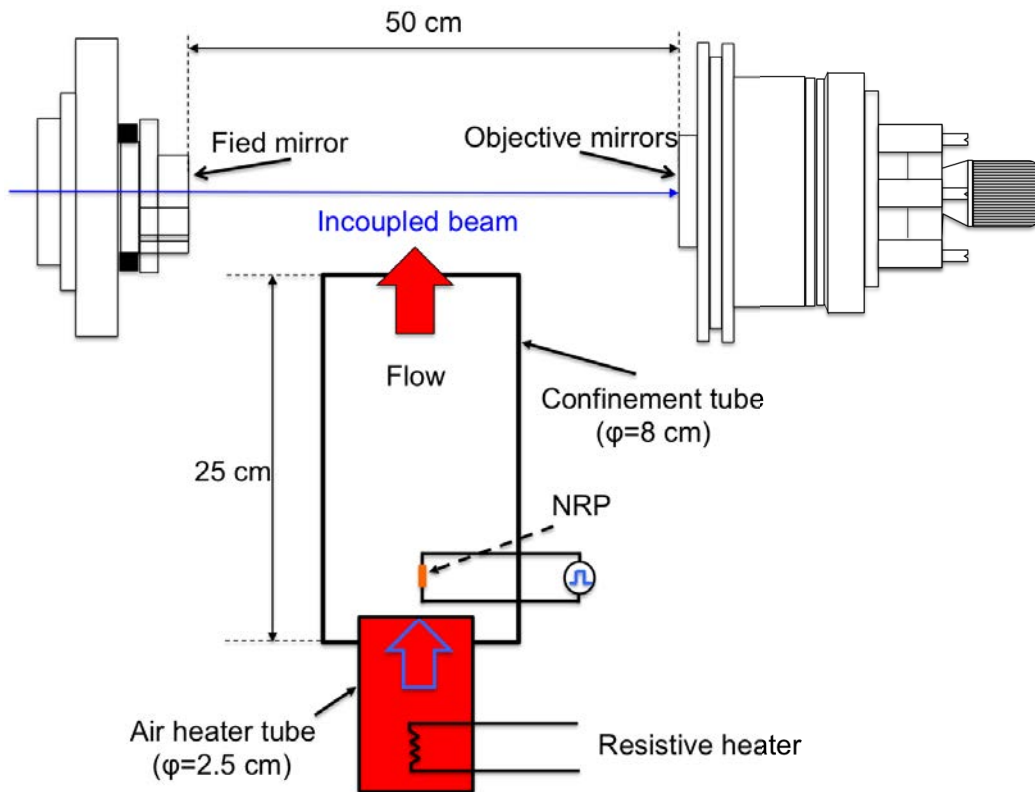 50 cm
Fied mirror
Objective mirrors
Incoupled beam
Flow
Confinement tube
(φ=8 cm)
25 cm
NRP
Air heater tube
(φ=2.5 cm)
Resistive heater